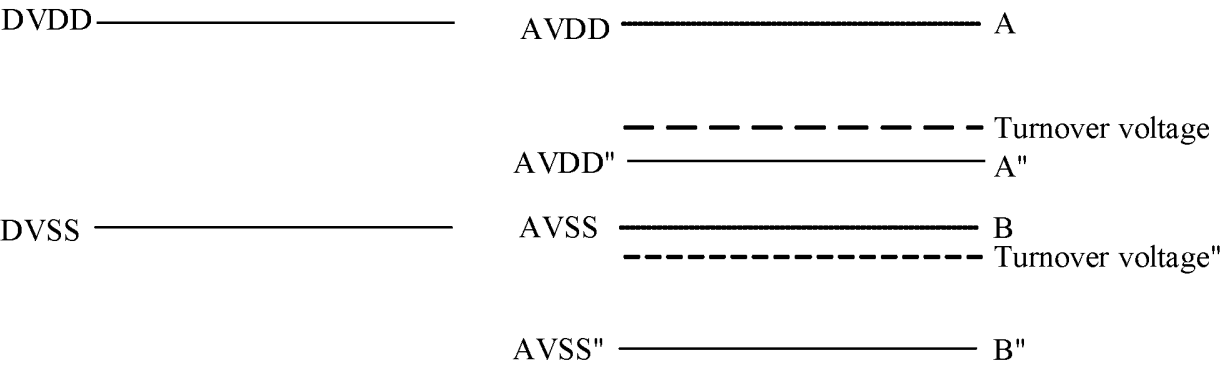 DVDD
AVDD
A
Turnover voltage
AVDD"
A"
DVSS
AVSS
B
Turnover voltage"
AVSS"
B"